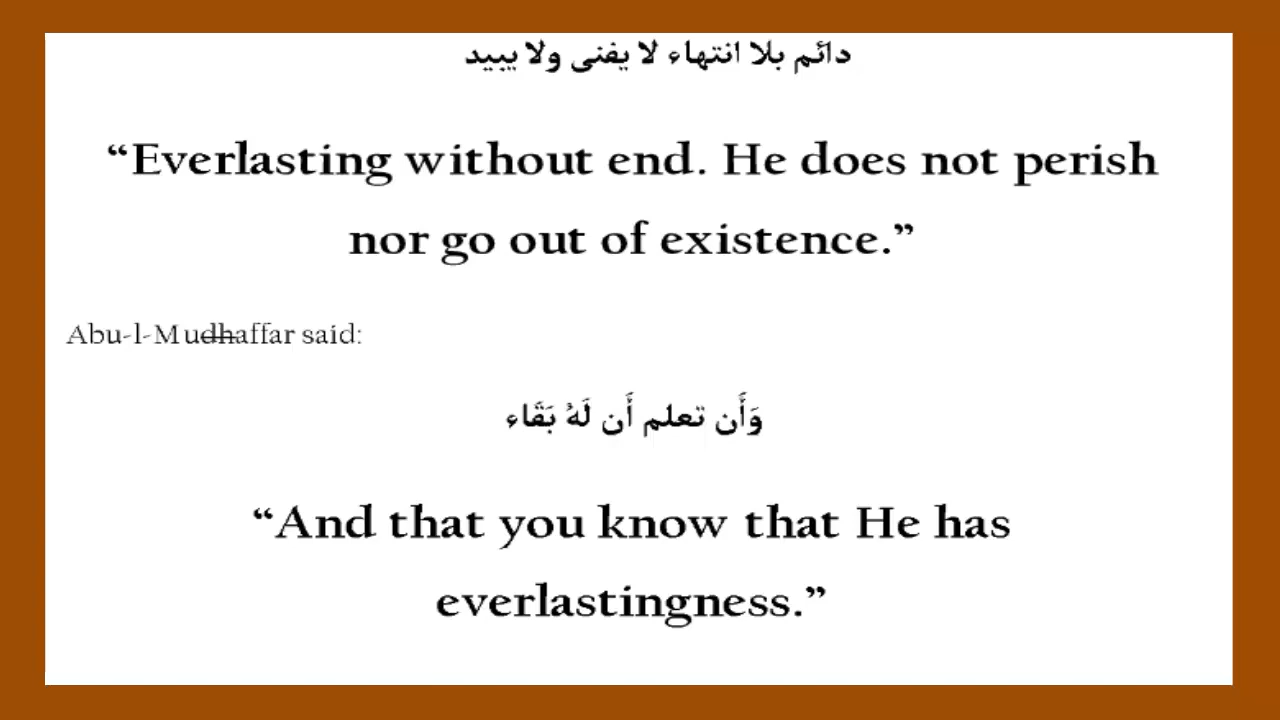 دائم بلا انتهاء لا يفنى ولا يبيد
“Everlasting without end. He does not perish
nor go out of existence.”
Abu-l-Mudhaffar said:
وَأَن تعلم أَن لَهُ بَقَاء
“And that you know that He has
everlastingness.”